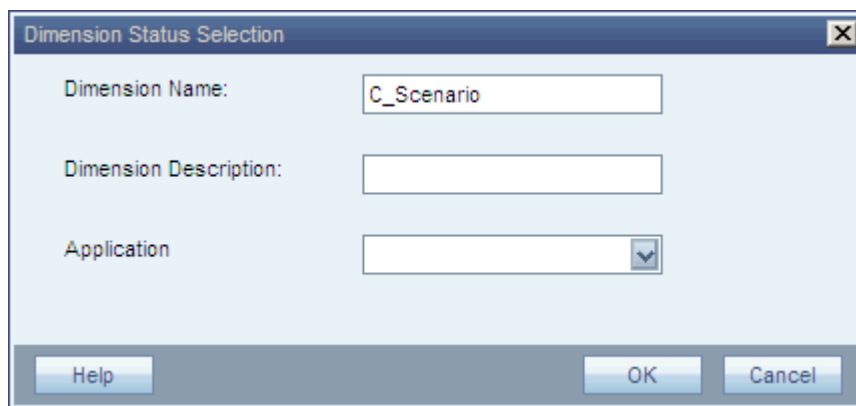 Dimension Status Selection
Dimension Name:
C_Scenario
Dimension Description:
Application
Help
OK
Cancel